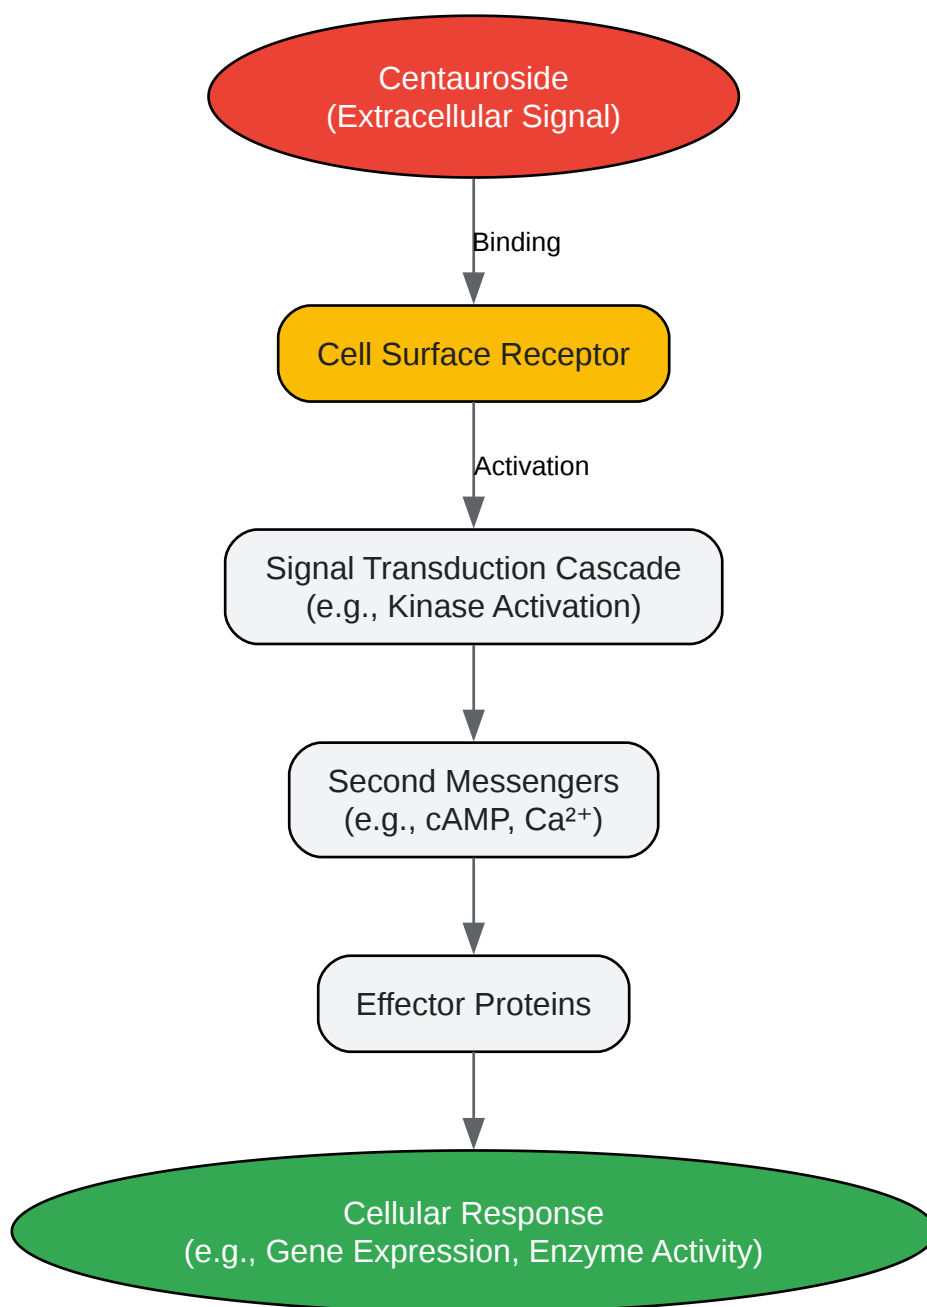 Centauroside
(Extracellular Signal)
Binding
Cell Surface Receptor
Activation
Signal Transduction Cascade
(e.g., Kinase Activation)
Second Messengers
(e.g., cAMP, Ca²⁺)
Effector Proteins
Cellular Response
(e.g., Gene Expression, Enzyme Activity)